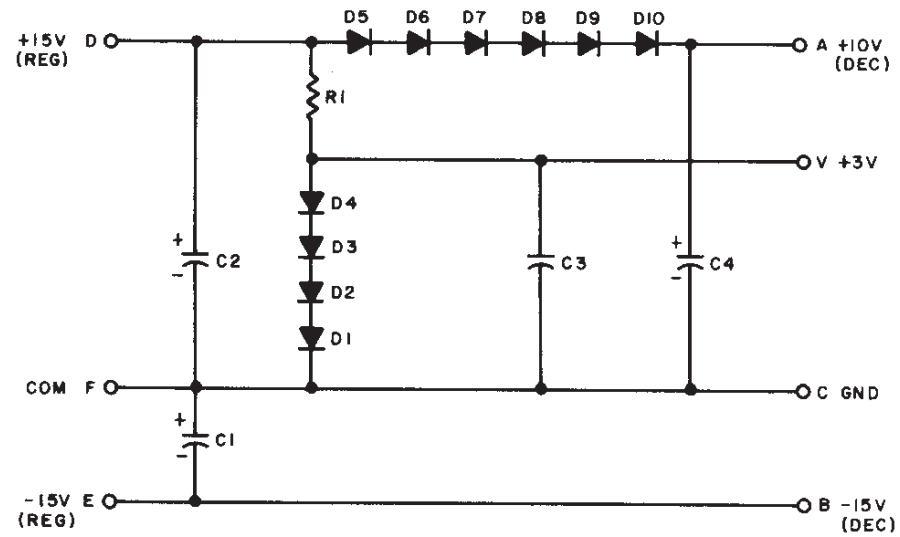 D5 D6 D7 D8 D9 D10
+15V D
(REG)
A +10V
(DEC)
R1
V +3V
D4
D3
D2
D1
+
-
C2
C3
+
-
C4
COM F
C GND
+
-
C1
-15V E
(REG)
B -15V
(DEC)